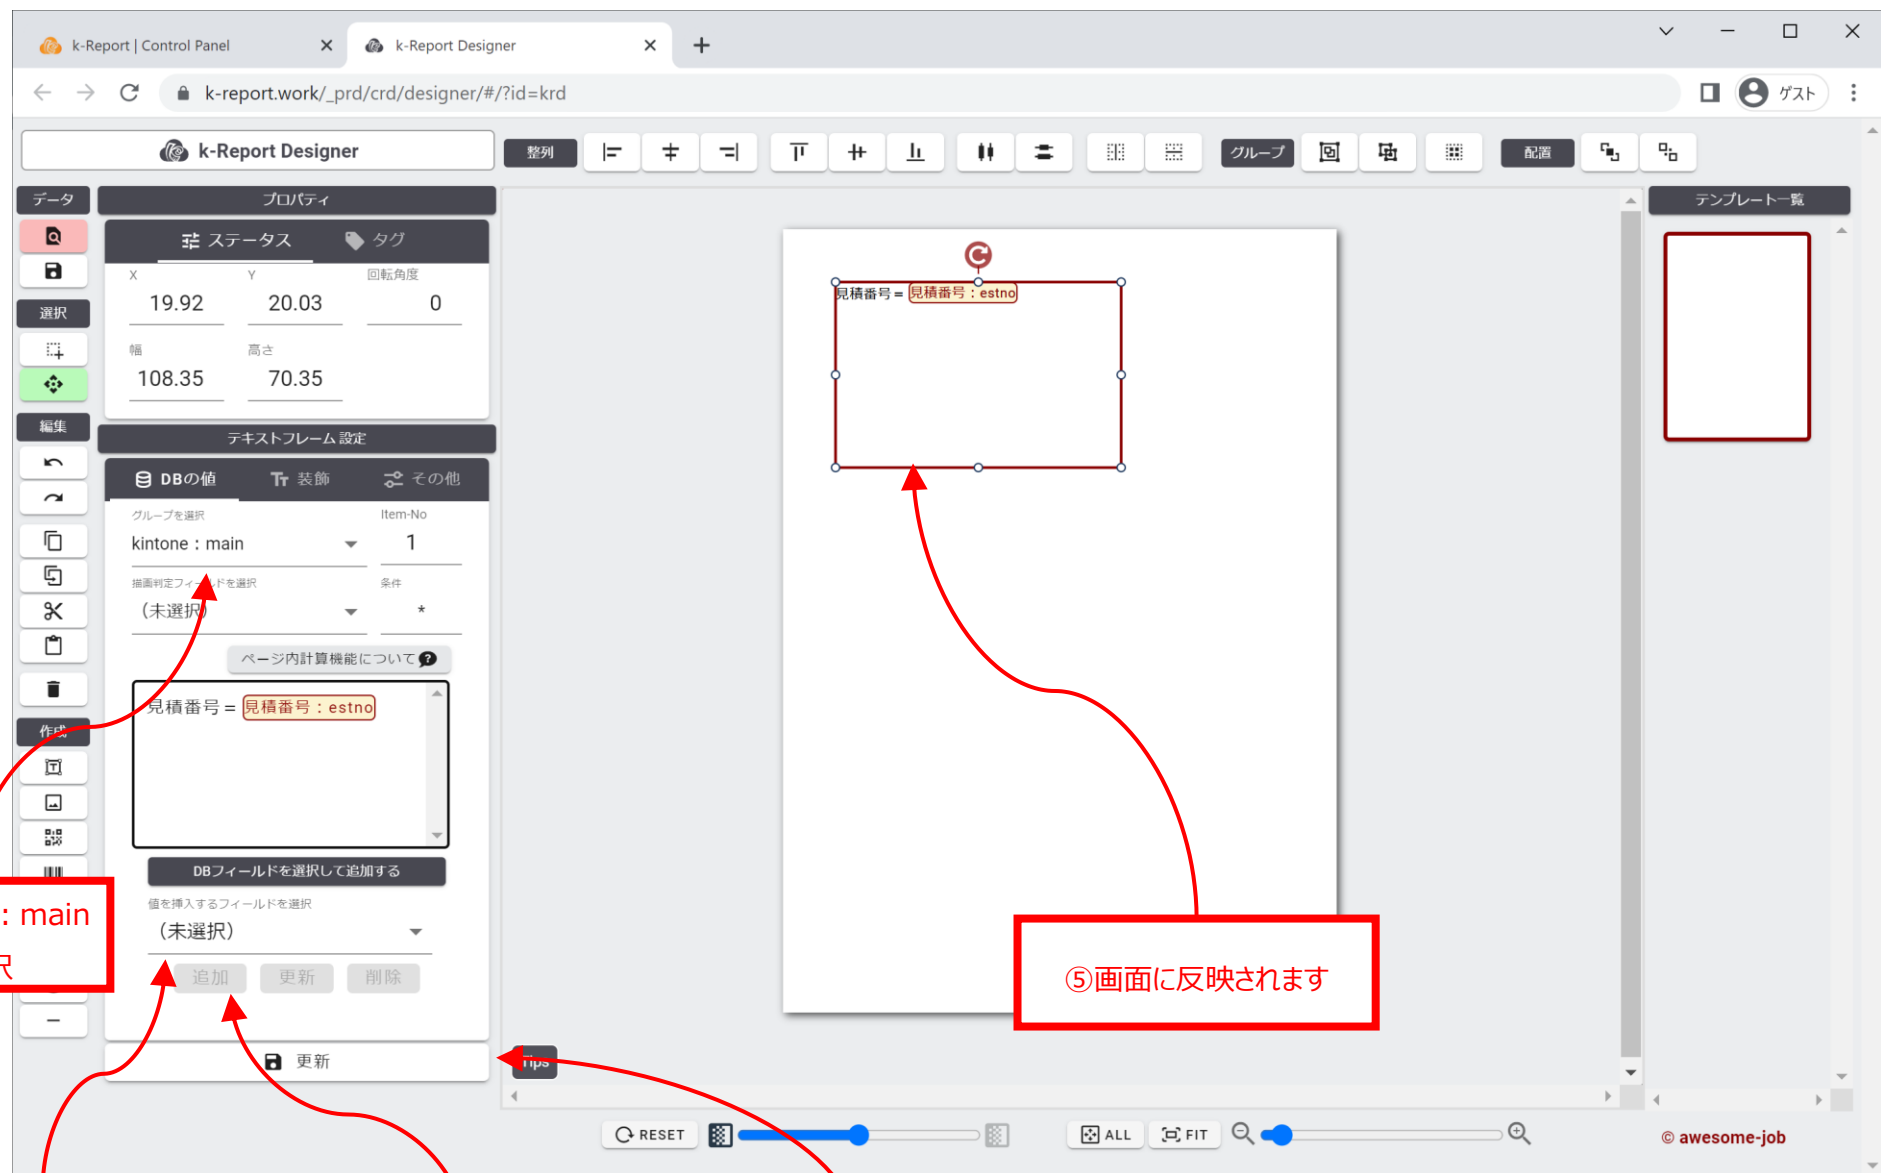 k-Report | Control Panel
k-Report Designer
k-report.work/_prd/crd/designer/#/?id=krd
ゲスト
k-Report Designer
整列
グループ
配置
データ
プロパティ
テンプレート一覧
ステータス
タグ
X
Y
回転角度
19.92
20.03
0
選択
幅
高さ
108.35
70.35
見積番号 = 見積番号：estno
編集
テキストフレーム設定
DBの値
装飾
その他
グループを選択
Item-No
kintone：main
1
描画判定フィールドを選択
条件
（未選択）
*
ページ内計算機能について
見積番号 = 見積番号：estno
作成
DBフィールドを選択して追加する
値を挿入するフィールドを選択
：main
（未選択）
択
追加
更新
削除
⑤画面に反映されます
更新
Tips
RESET
ALL
FIT
© awesome-job